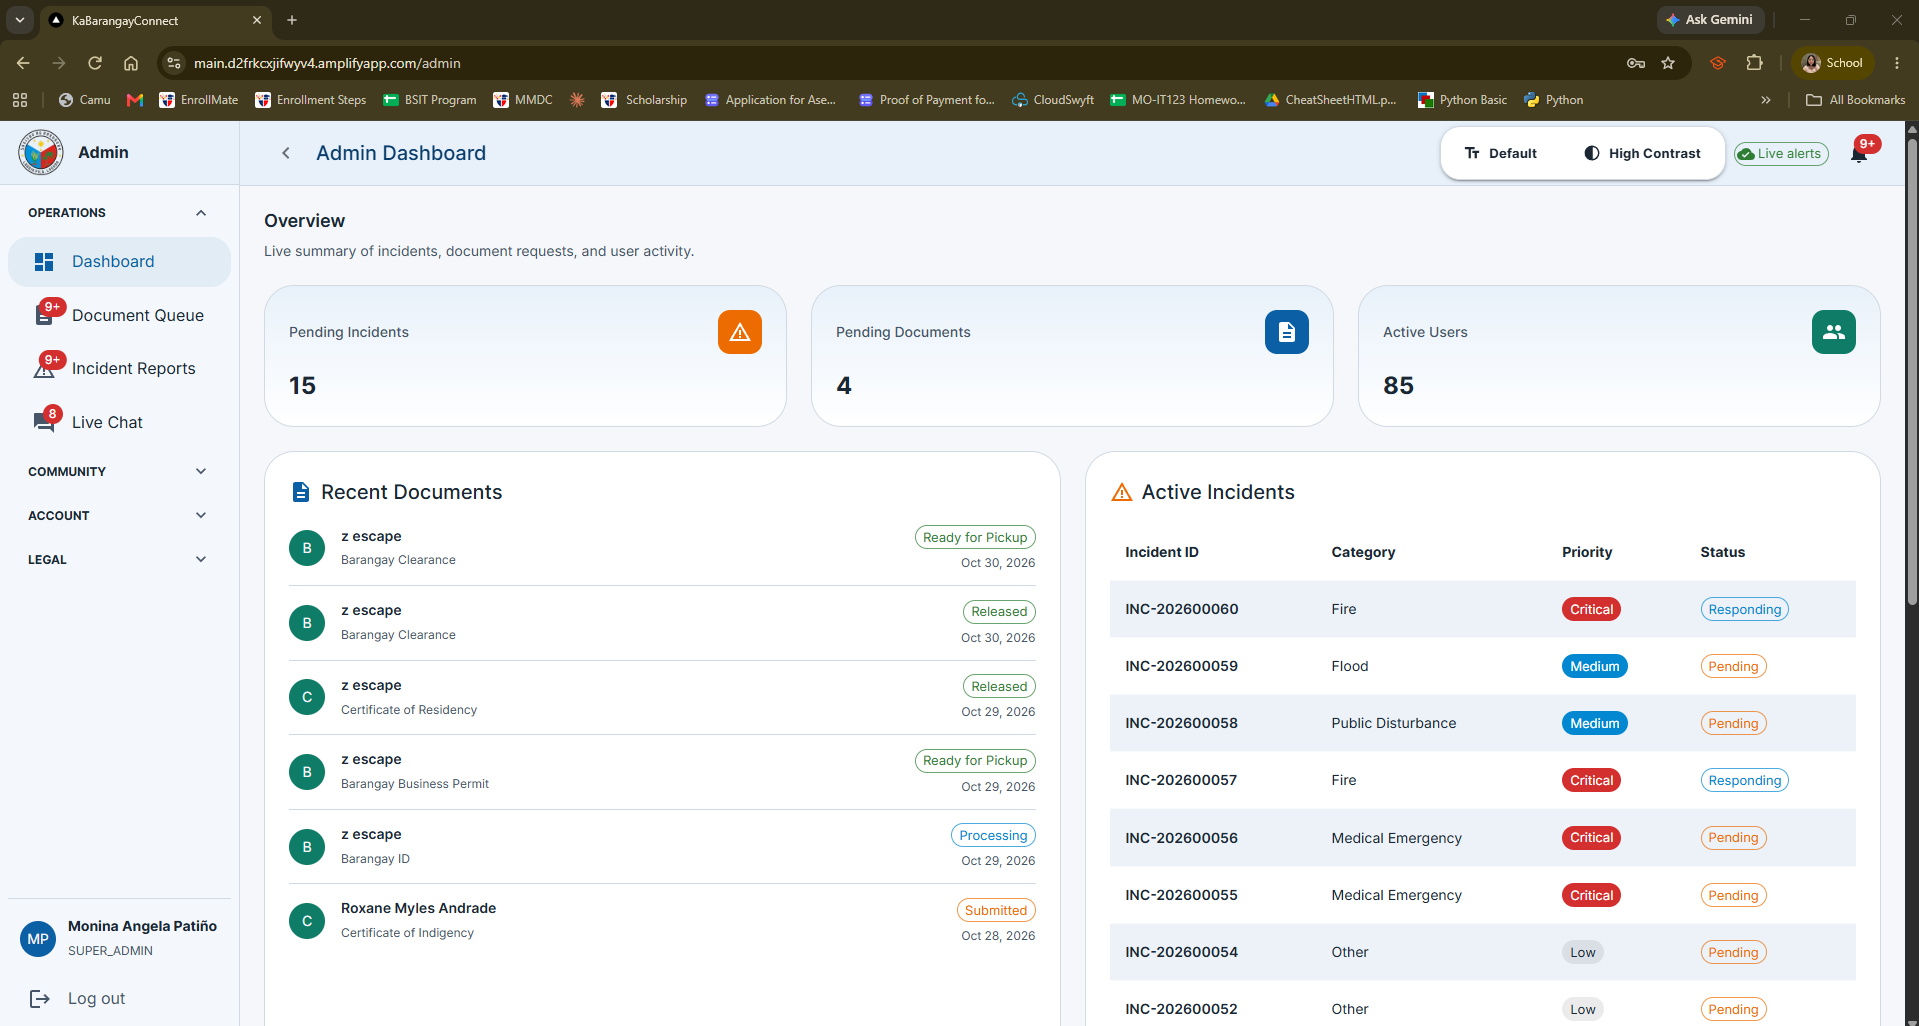 KaBarangayConnect
Ask Gemini
main.d2frkcxjifwyv4.amplifyapp.com/admin
School
Camu
EnrollMate
Enrollment Steps
BSIT Program
MMDC
Scholarship
Application for Ase...
Proof of Payment fo...
CloudSwyft
MO-IT123 Homewo...
CheatSheetHTML.p...
Python Basic
Python
All Bookmarks
Admin
Admin Dashboard
Default
High Contrast
Live alerts
9+
OPERATIONS
Dashboard
9+
Document Queue
9+
Incident Reports
8
Live Chat
COMMUNITY
ACCOUNT
LEGAL
MP
Monina Angela Patiño
SUPER_ADMIN
Log out
Overview
Live summary of incidents, document requests, and user activity.
Pending Incidents
15
Pending Documents
4
Active Users
85
Recent Documents
B
z escape
Barangay Clearance
Ready for Pickup
Oct 30, 2026
B
z escape
Barangay Clearance
Released
Oct 30, 2026
C
z escape
Certificate of Residency
Released
Oct 29, 2026
B
z escape
Barangay Business Permit
Ready for Pickup
Oct 29, 2026
B
z escape
Barangay ID
Processing
Oct 29, 2026
C
Roxane Myles Andrade
Certificate of Indigency
Submitted
Oct 28, 2026
Active Incidents
Incident ID Category Priority Status
INC-202600060 Fire Critical Responding
INC-202600059 Flood Medium Pending
INC-202600058 Public Disturbance Medium Pending
INC-202600057 Fire Critical Responding
INC-202600056 Medical Emergency Critical Pending
INC-202600055 Medical Emergency Critical Pending
INC-202600054 Other Low Pending
INC-202600052 Other Low Pending